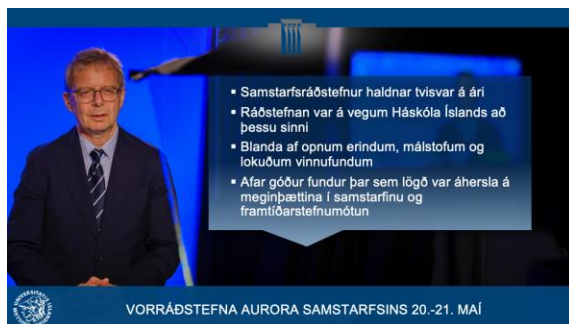 ▪ Samstarfsráðstefnur haldnar tvisvar á ári
▪ Ráðstefnan var á vegum Háskóla Íslands að
þessu sinni
▪ Blanda af opnum erindum, málstofum og
lokuðum vinnufundum
▪ Afar góður fundur þar sem lögð var áhersla á
meginþættina í samstarfinu og
framtíðarstefnumótun
VORRÁÐSTEFNA AURORA SAMSTARFSINS 20.-21. MAÍ